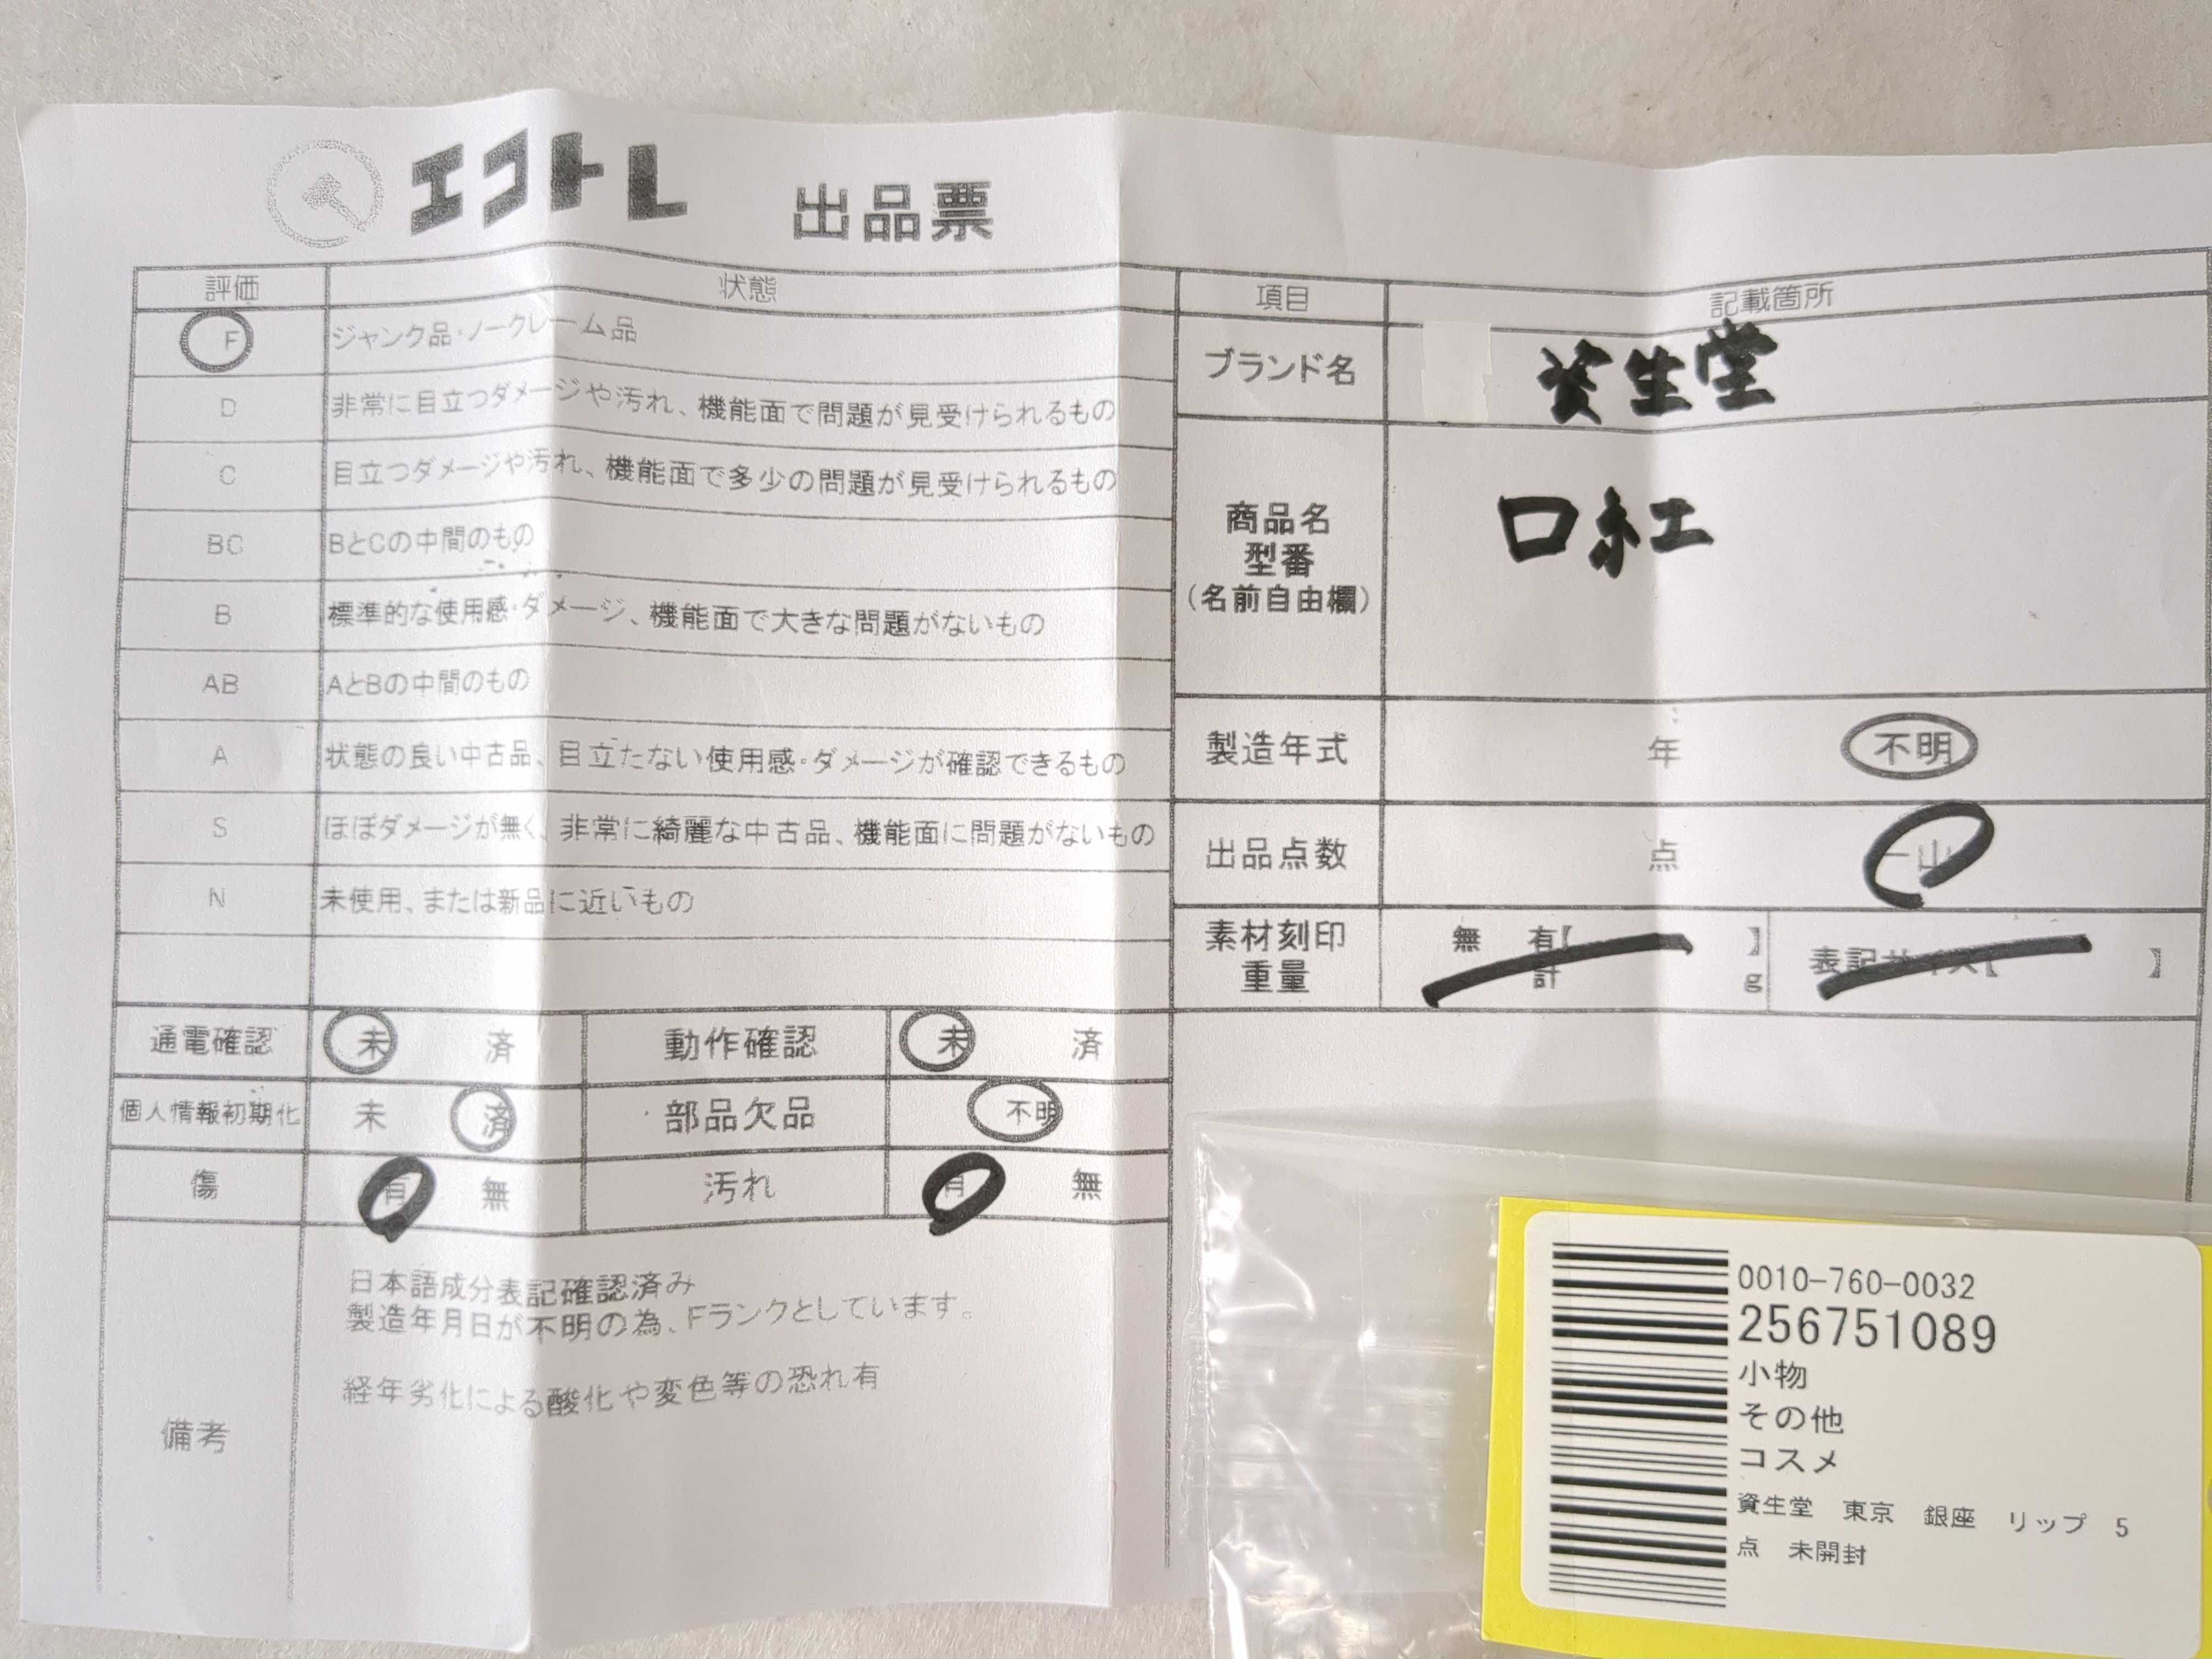 エコトレ 出品票
評価 状態
F ジャンク品・ノークレーム品
D 非常に目立つダメージや汚れ、機能面で問題が見受けられるもの
C 目立つダメージや汚れ、機能面で多少の問題が見受けられるもの
BC BとCの中間のもの
B 標準的な使用感・ダメージ、機能面で大きな問題がないもの
AB AとBの中間のもの
A 状態の良い中古品、目立たない使用感・ダメージが確認できるもの
S ほぼダメージが無く、非常に綺麗な中古品、機能面に問題がないもの
N 未使用、または新品に近いもの
通電確認 未 済 動作確認 未 済
個人情報初期化 未 済 部品欠品 不明
傷 有 無 汚れ 有 無
備考
日本語成分表記確認済み
製造年月日が不明の為、Fランクとしています。
経年劣化による酸化や変色等の恐れ有
項目 記載箇所
ブランド名 資生堂
商品名
型番
(名前自由欄)
口紅
製造年式 年 不明
出品点数 点 一山
素材刻印 無 有【 】 表記サイズ【 】
重量 計 g
0010-760-0032
256751089
小物
その他
コスメ
資生堂 東京 銀座 リップ 5
点 未開封